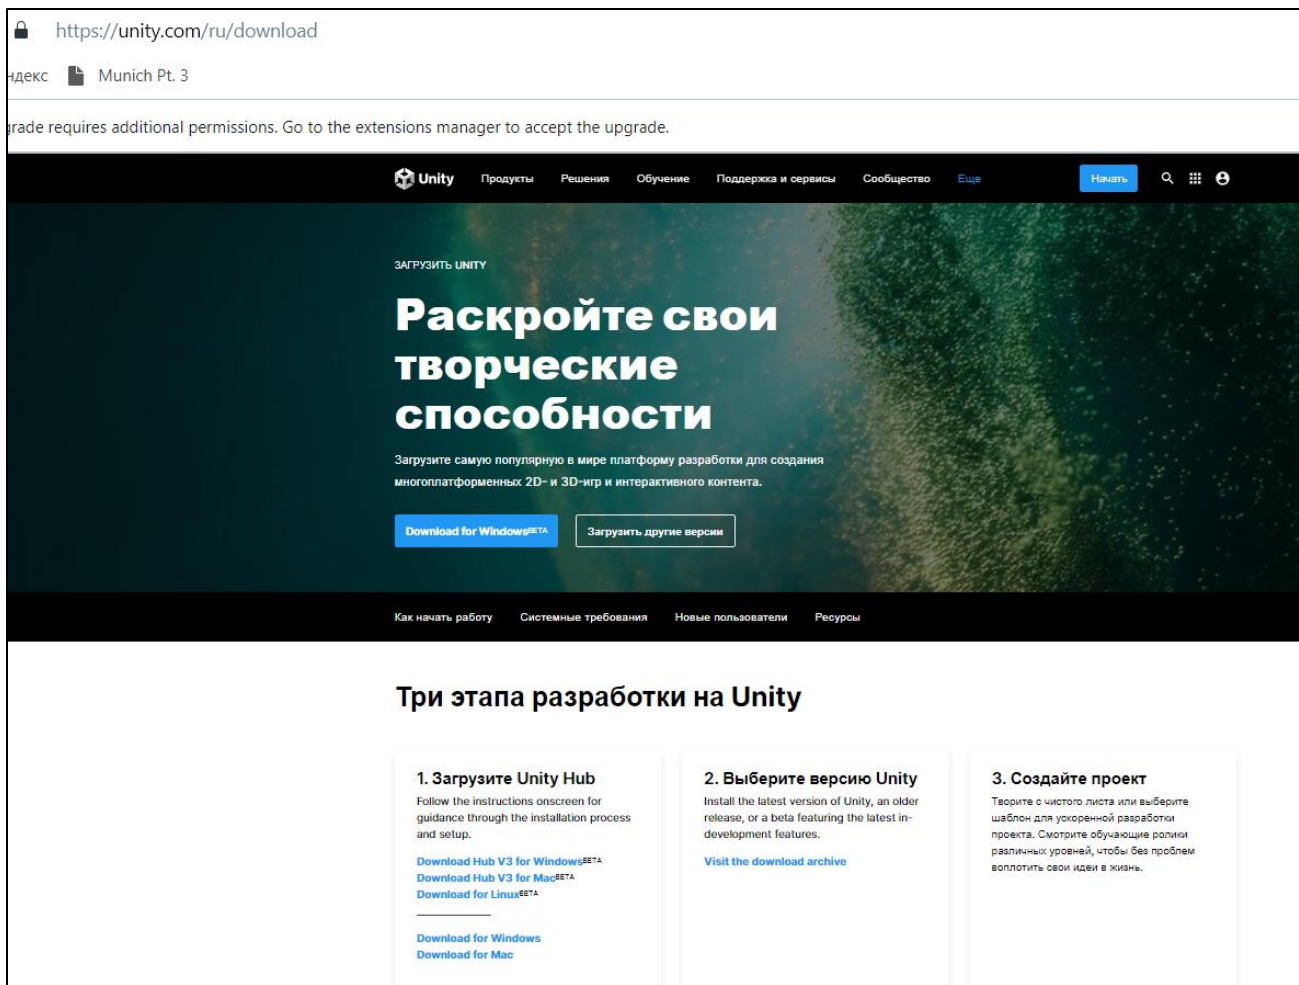 https://unity.com/ru/download
ндекс Munich Pt. 3
grade requires additional permissions. Go to the extensions manager to accept the upgrade.
Unity Продукты Решения Обучение Поддержка и сервисы Сообщество Еще Начать
ЗАГРУЗИТЬ UNITY
Раскройте свои
творческие
способности
Загрузите самую популярную в мире платформу разработки для создания
многоплатформенных 2D- и 3D-игр и интерактивного контента.
Download for WindowsBETA Загрузить другие версии
Как начать работу Системные требования Новые пользователи Ресурсы
Три этапа разработки на Unity
1. Загрузите Unity Hub
Follow the instructions onscreen for
guidance through the installation process
and setup.
Download Hub V3 for WindowsBETA
Download Hub V3 for MacBETA
Download for LinuxBETA
Download for Windows
Download for Mac
2. Выберите версию Unity
Install the latest version of Unity, an older
release, or a beta featuring the latest in-
development features.
Visit the download archive
3. Создайте проект
Творите с чистого листа или выберите
шаблон для ускоренной разработки
проекта. Смотрите обучающие ролики
различных уровней, чтобы без проблем
воплотить свои идеи в жизнь.